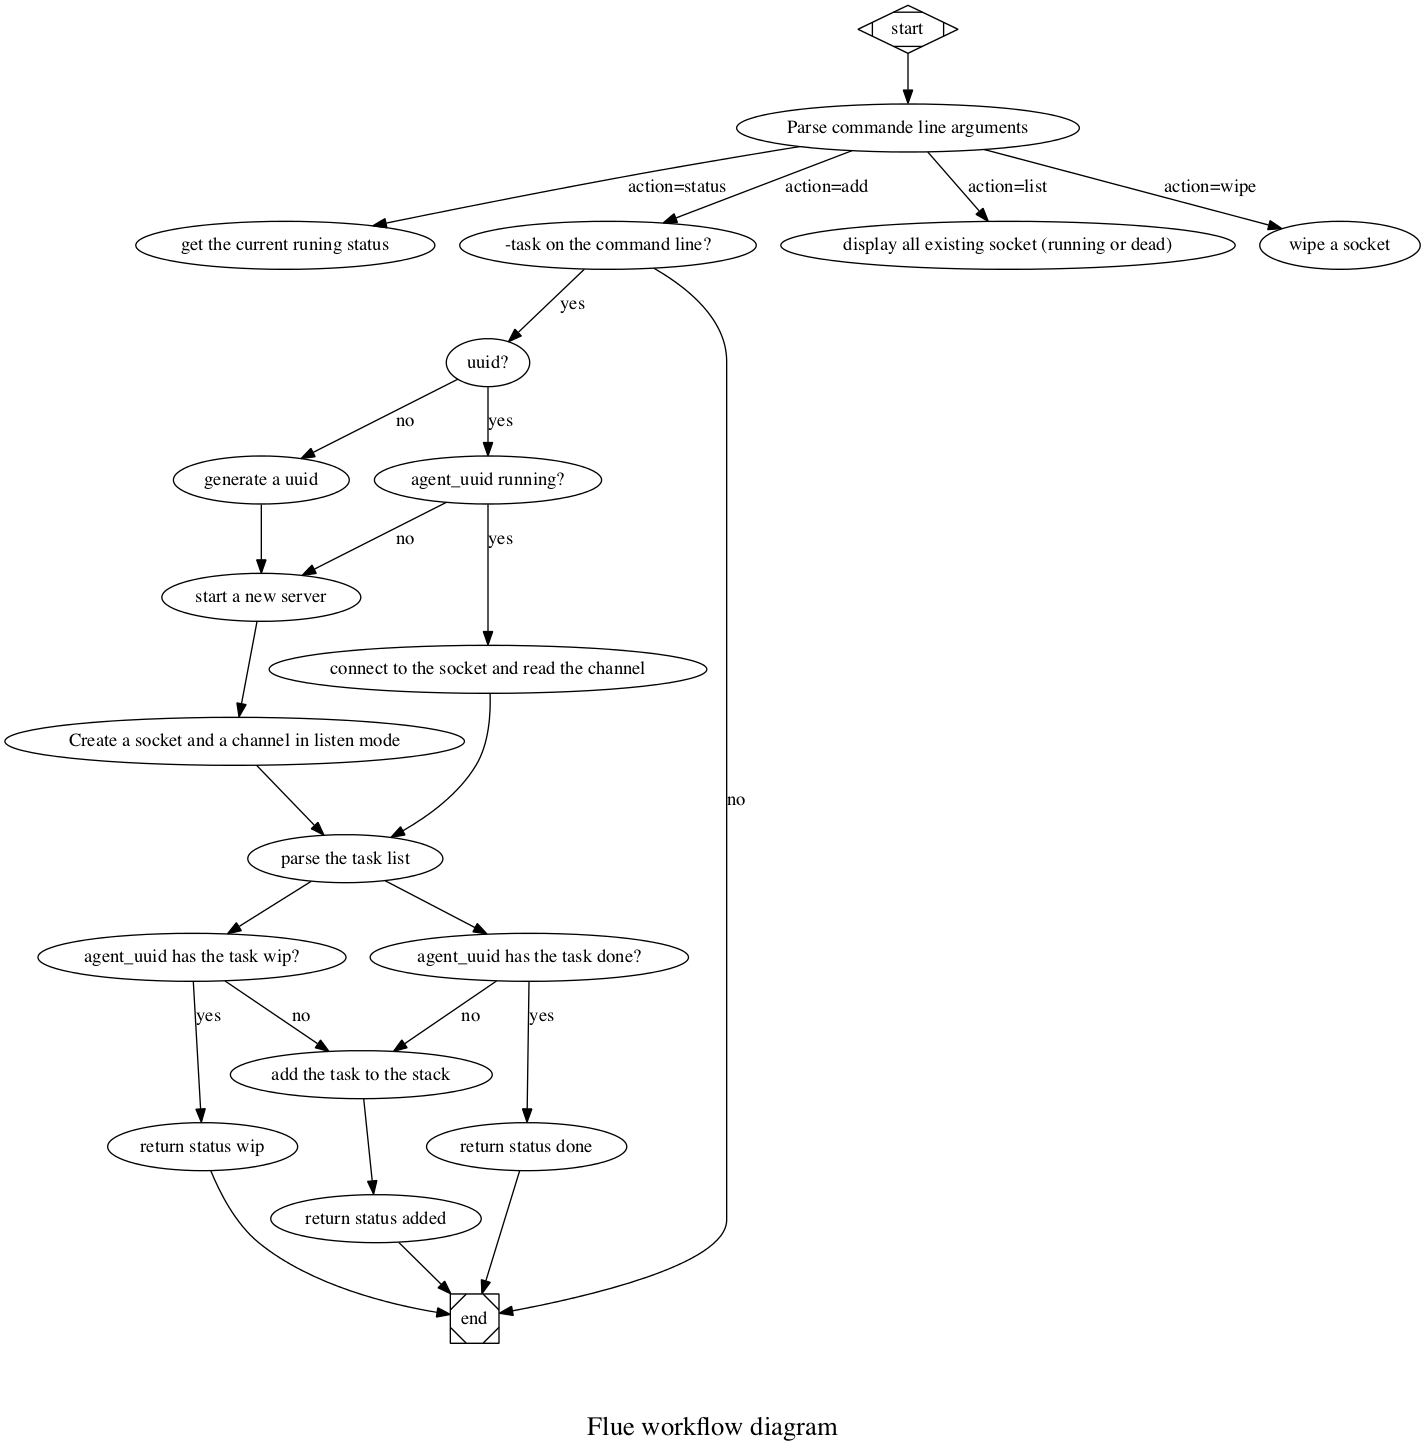 start
Parse commande line arguments
action=status
action=add
action=list
action=wipe
get the current runing status
-task on the command line?
display all existing socket (running or dead)
wipe a socket
yes
uuid?
no
yes
generate a uuid
agent_uuid running?
no
yes
start a new server
connect to the socket and read the channel
Create a socket and a channel in listen mode
no
parse the task list
agent_uuid has the task wip?
agent_uuid has the task done?
yes
no
no
yes
add the task to the stack
return status wip
return status done
return status added
end
Flue workflow diagram